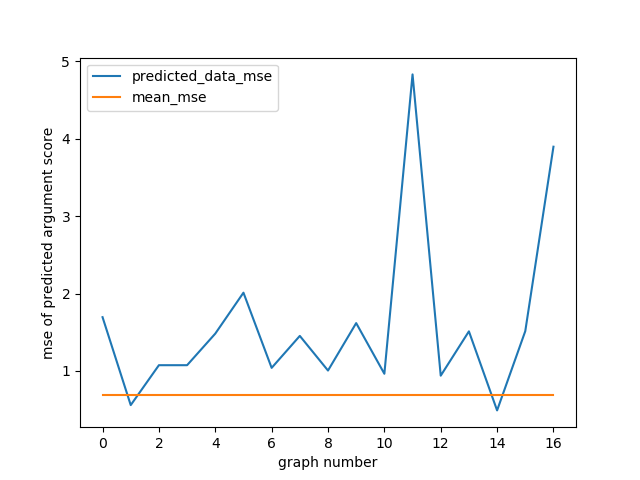 predicted_data_mse
mean_mse
mse of predicted argument score
5
4
3
2
1
0 2 4 6 8 10 12 14 16
graph number